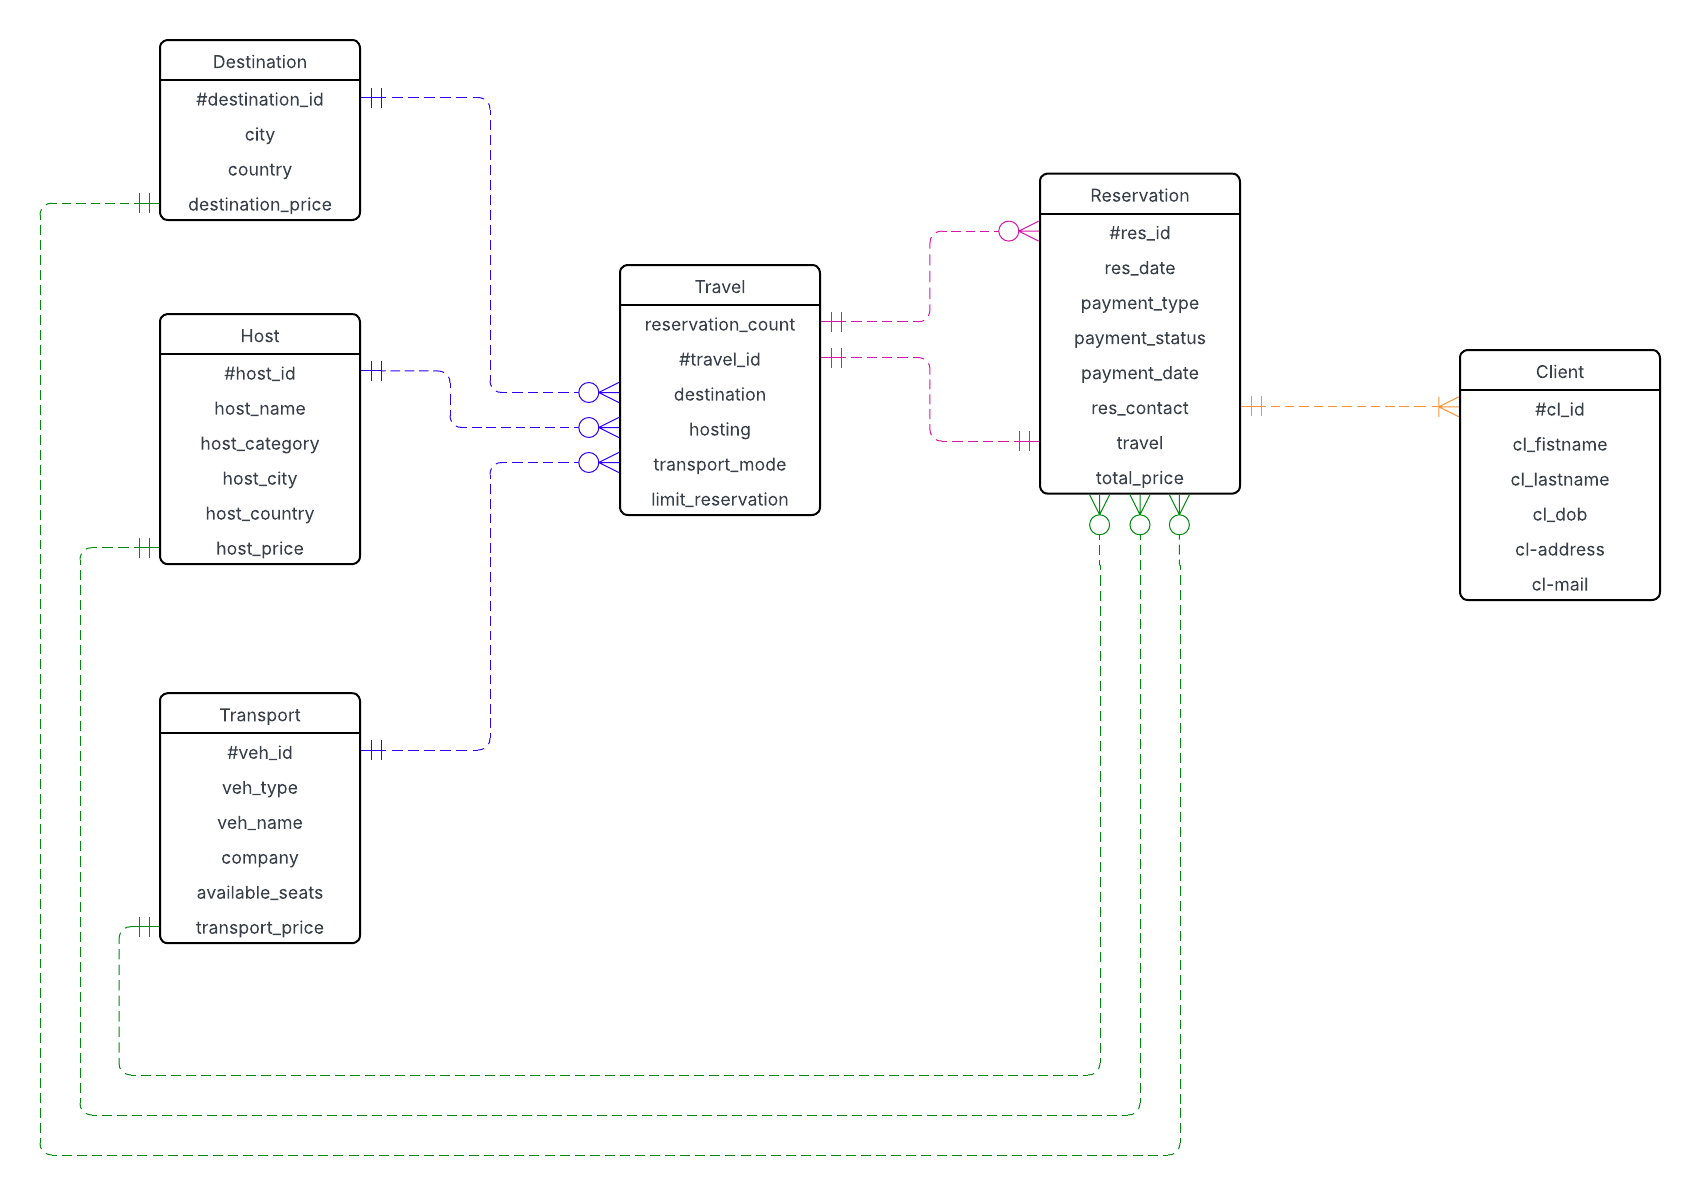 Destination
#destination_id
city
country
destination_price
Host
#host_id
host_name
host_category
host_city
host_country
host_price
Transport
#veh_id
veh_type
veh_name
company
available_seats
transport_price
Travel
reservation_count
#travel_id
destination
hosting
transport_mode
limit_reservation
Reservation
#res_id
res_date
payment_type
payment_status
payment_date
res_contact
travel
total_price
Client
#cl_id
cl_fistname
cl_lastname
cl_dob
cl-address
cl-mail